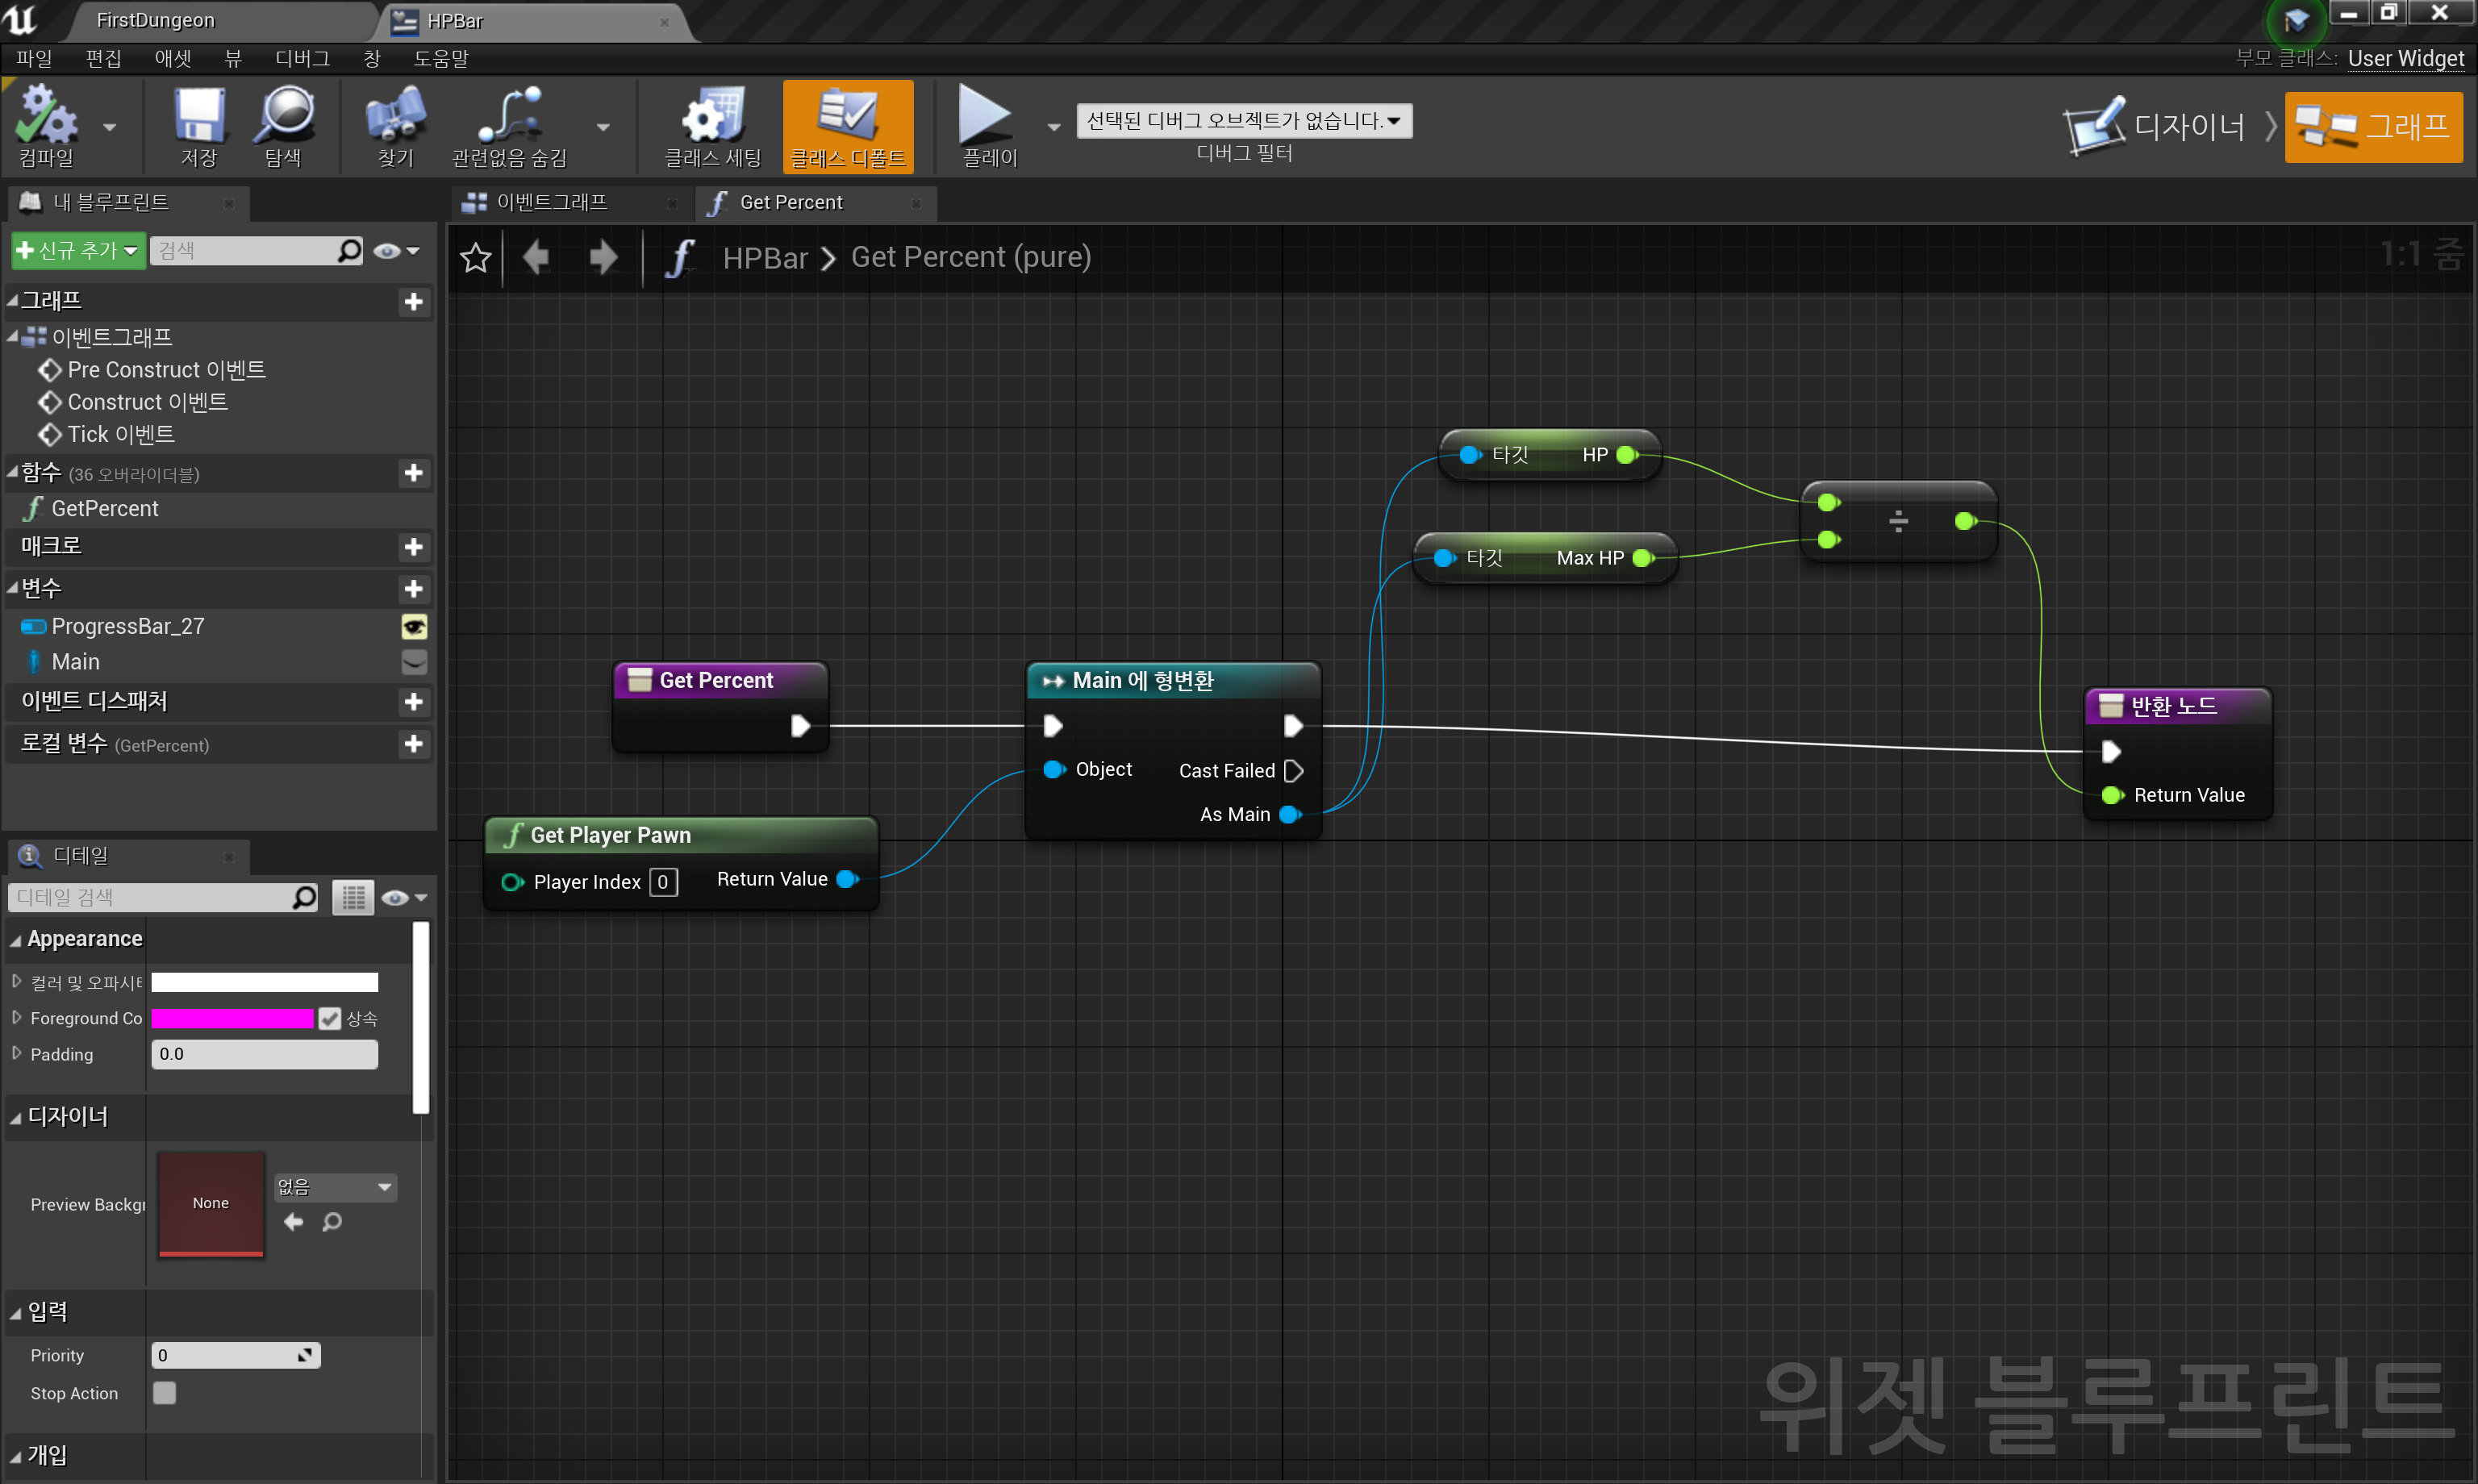 FirstDungeon
HPBar
파일 편집 애셋 뷰 디버그 창 도움말
부모 클래스: User Widget
컴파일 저장 탐색 찾기 관련없음 숨김 클래스 세팅 클래스 디폴트 플레이
선택된 디버그 오브젝트가 없습니다.
디버그 필터
디자이너
그래프
내 블루프린트
신규 추가
검색
그래프
이벤트그래프
Pre Construct 이벤트
Construct 이벤트
Tick 이벤트
함수 (36 오버라이더블)
GetPercent
매크로
변수
ProgressBar_27
Main
이벤트 디스패처
로컬 변수 (GetPercent)
디테일
디테일 검색
Appearance
컬러 및 오파시티
Foreground Co
상속
Padding
0.0
디자이너
Preview Backgr
None
없음
입력
Priority
0
Stop Action
개입
이벤트그래프
Get Percent
HPBar > Get Percent (pure)
1:1 줌
타깃 HP
÷
타깃 Max HP
Get Percent
Main 에 형변환
Object
Cast Failed
As Main
반환 노드
Return Value
Get Player Pawn
Player Index 0
Return Value
위젯 블루프린트